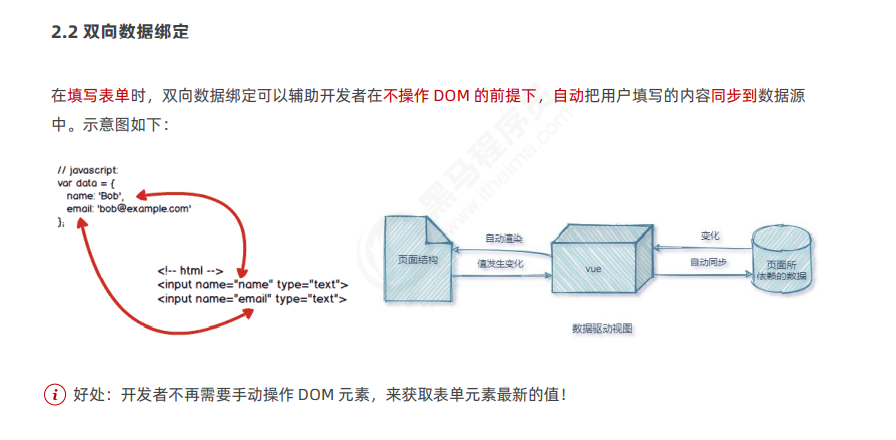 2.2 双向数据绑定
在填写表单时，双向数据绑定可以辅助开发者在不操作 DOM 的前提下，自动把用户填写的内容同步到数据源
中。示意图如下：
// javascript:
var data = {
name: 'Bob',
email: 'bob@example.com'
};
<!-- html -->
<input name="name" type="text">
<input name="email" type="text">
页面结构
自动渲染
值发生变化
vue
变化
自动同步
页面所
依赖的数据
数据驱动视图
黑马程序员
www.itheima.com
好处：开发者不再需要手动操作 DOM 元素，来获取表单元素最新的值！